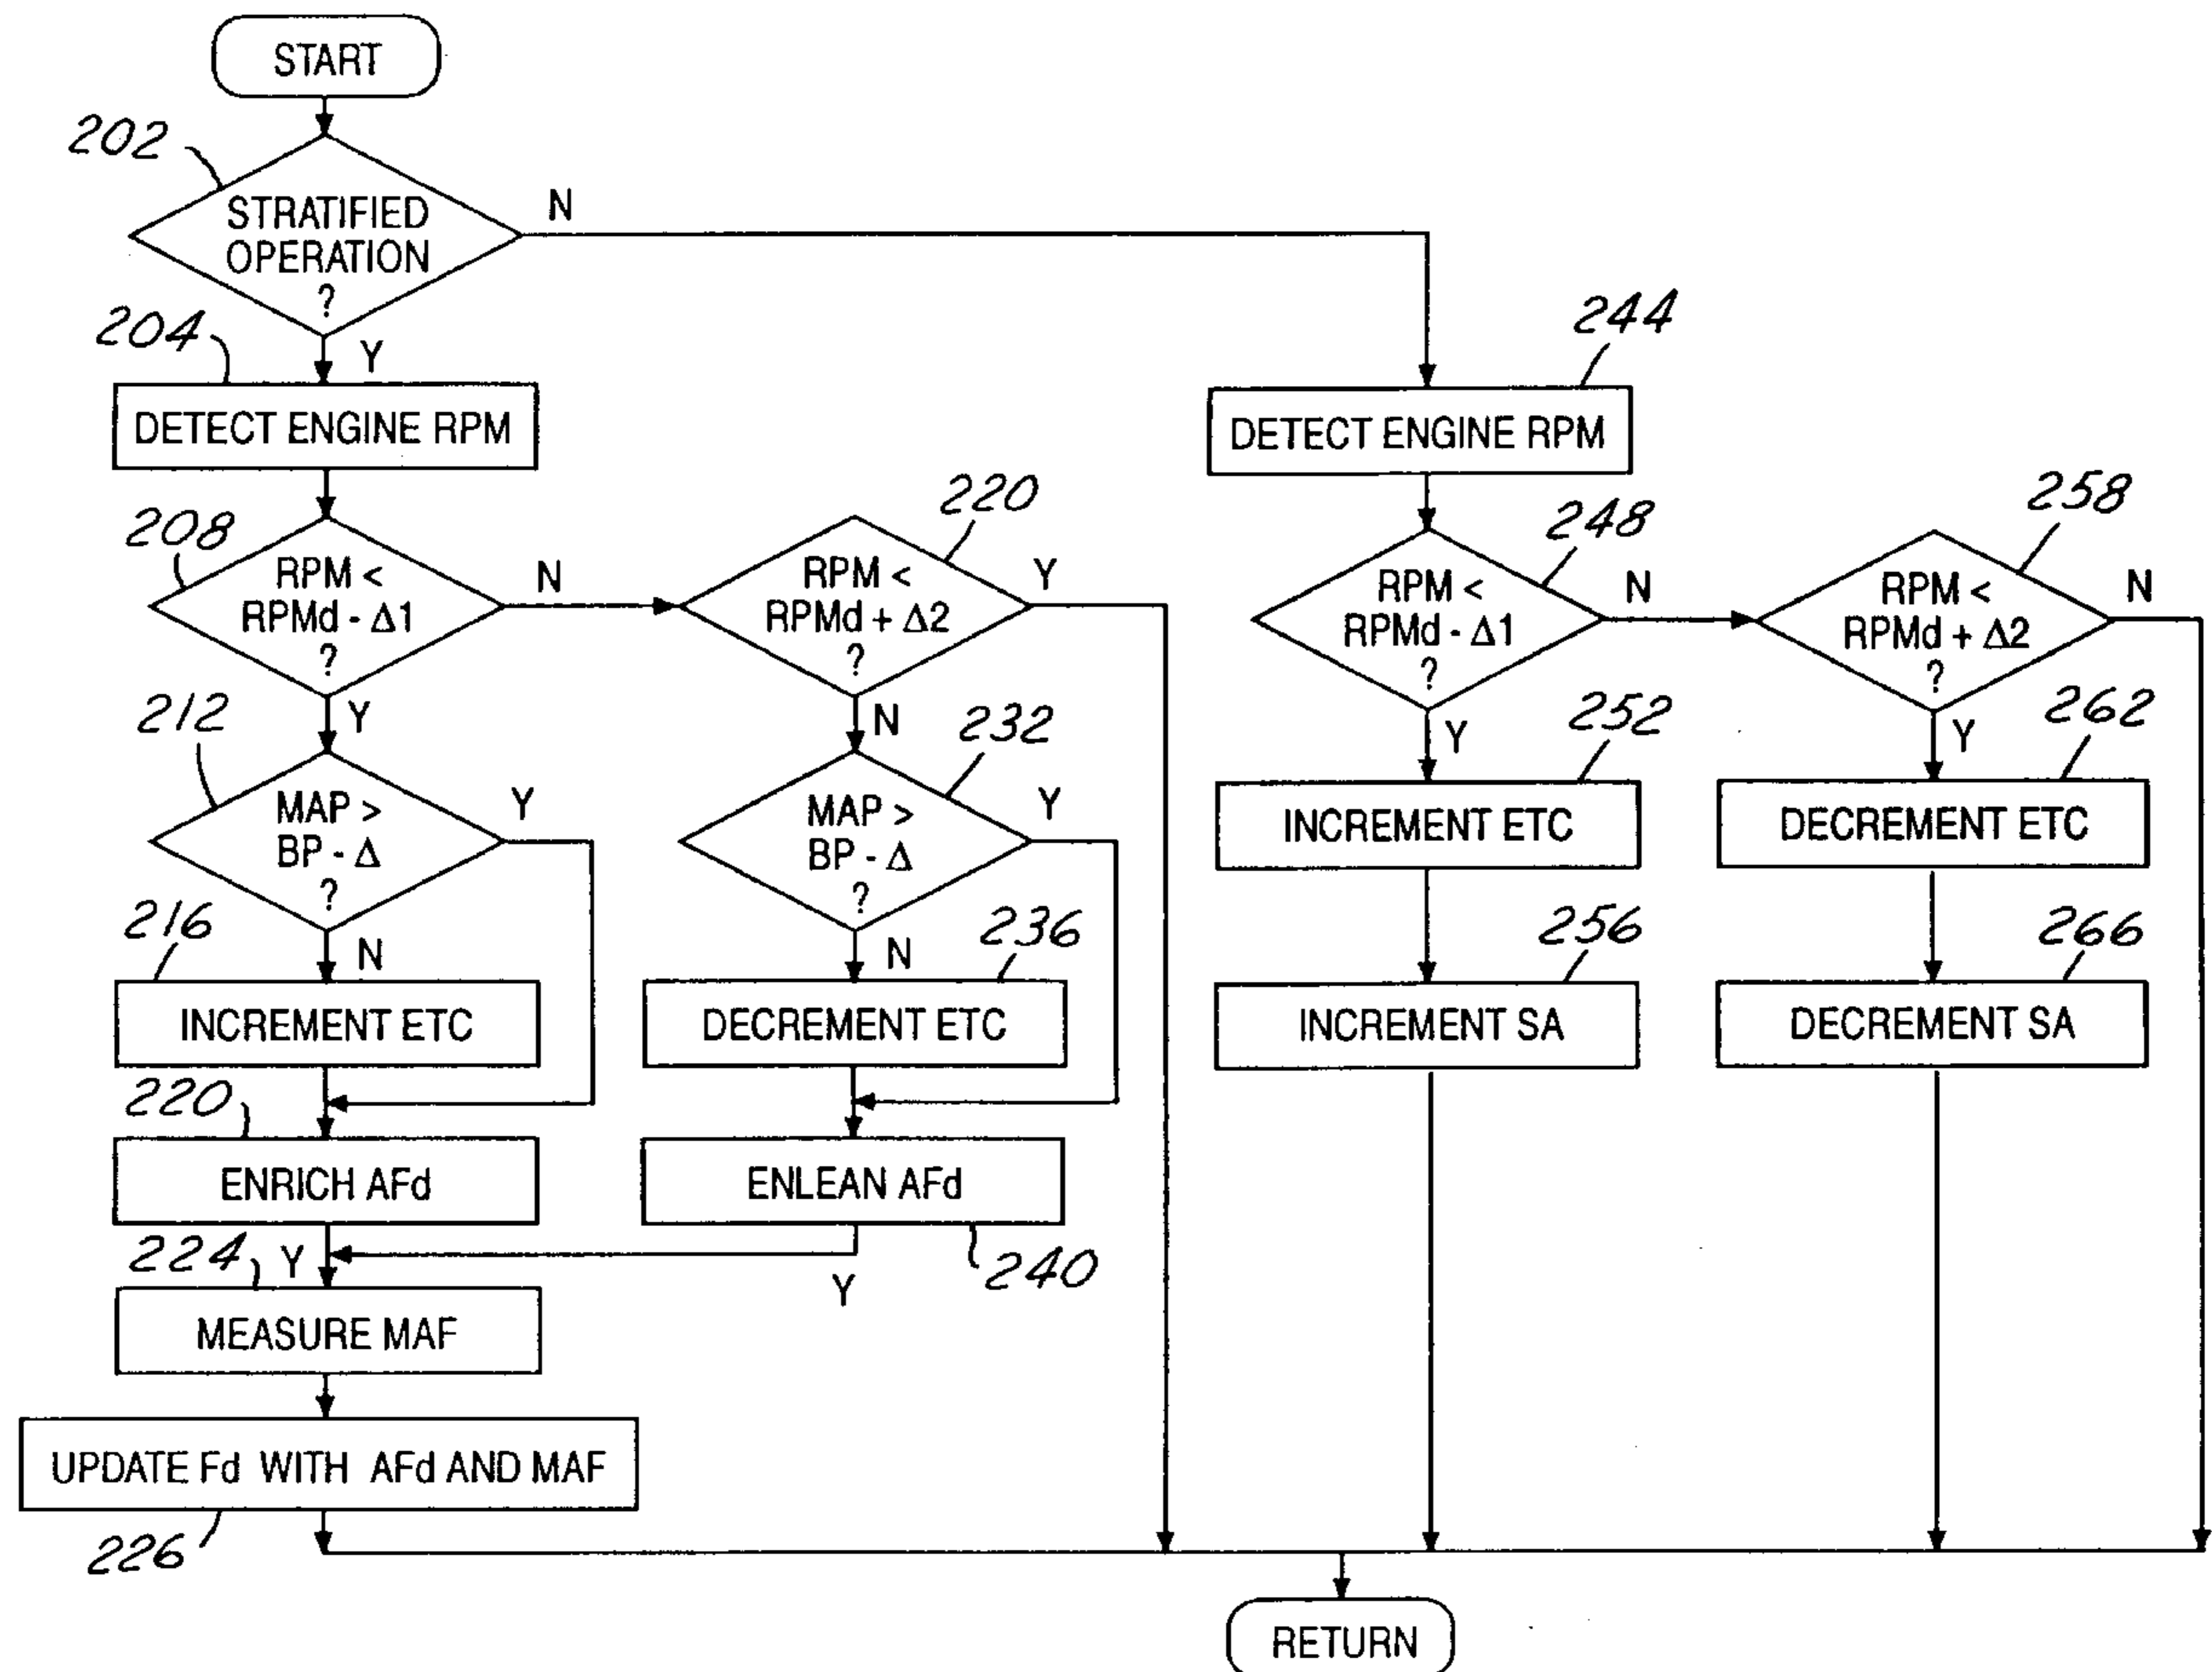 START
202
STRATIFIED
OPERATION
?
N
Y
204
DETECT ENGINE RPM
244
DETECT ENGINE RPM
208
RPM <
RPMd - Δ1
?
N
Y
220
RPM <
RPMd + Δ2
?
Y
N
248
RPM <
RPMd - Δ1
?
N
Y
258
RPM <
RPMd + Δ2
?
N
Y
212
MAP >
BP - Δ
?
Y
N
232
MAP >
BP - Δ
?
Y
N
252
INCREMENT ETC
262
DECREMENT ETC
216
INCREMENT ETC
236
DECREMENT ETC
256
INCREMENT SA
266
DECREMENT SA
220
ENRICH AFd
ENLEAN AFd
240
224
Y
Y
MEASURE MAF
UPDATE Fd WITH AFd AND MAF
226
RETURN